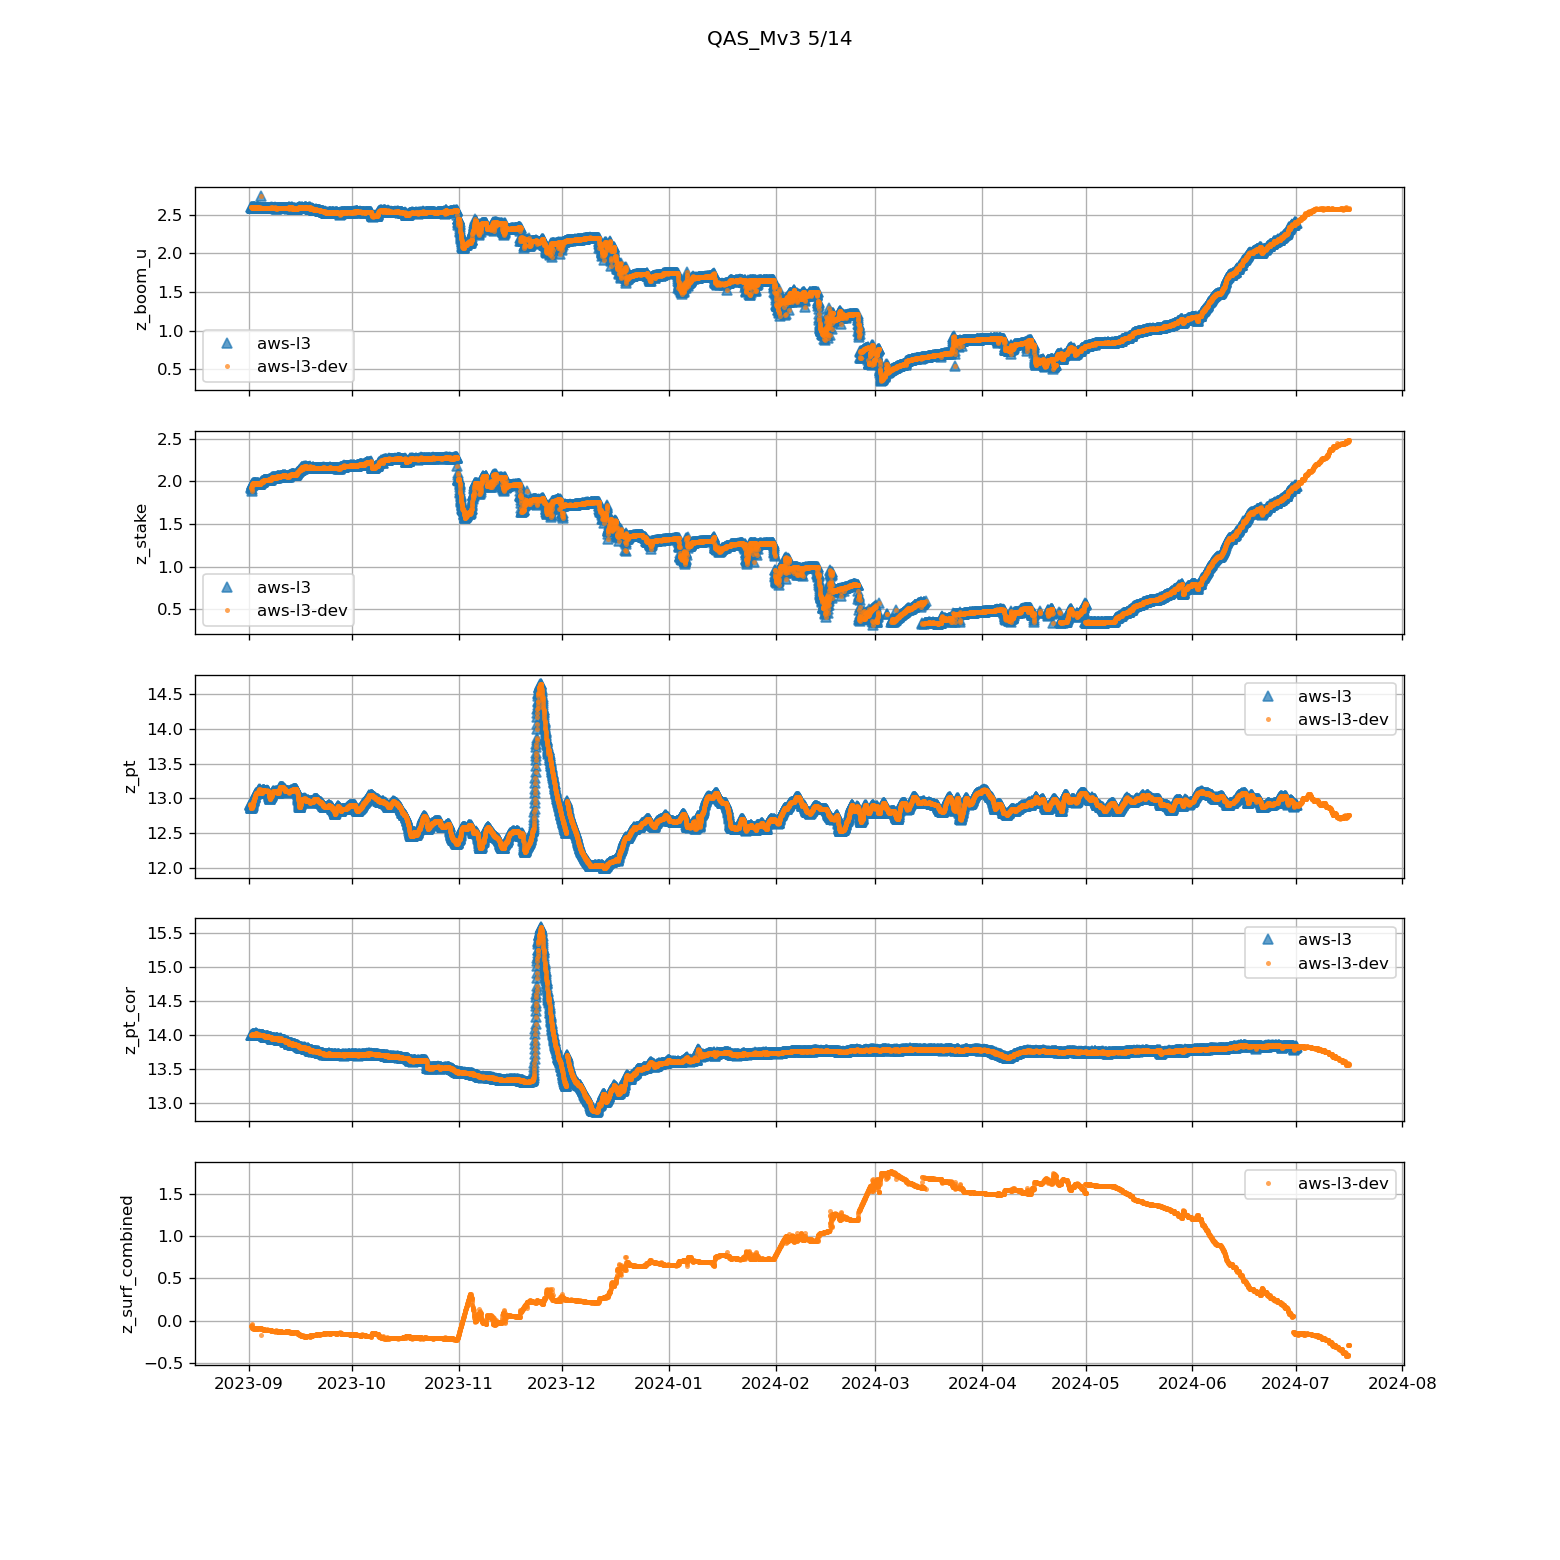 QAS_Mv3 5/14
2.5
2.0
1.5
1.0
0.5
z_boom_u
aws-l3
aws-l3-dev
2.5
2.0
1.5
1.0
0.5
z_stake
aws-l3
aws-l3-dev
14.5
14.0
13.5
13.0
12.5
12.0
z_pt
aws-l3
aws-l3-dev
15.5
15.0
14.5
14.0
13.5
13.0
z_pt_cor
aws-l3
aws-l3-dev
1.5
1.0
0.5
0.0
−0.5
z_surf_combined
aws-l3-dev
2023-09 2023-10 2023-11 2023-12 2024-01 2024-02 2024-03 2024-04 2024-05 2024-06 2024-07 2024-08